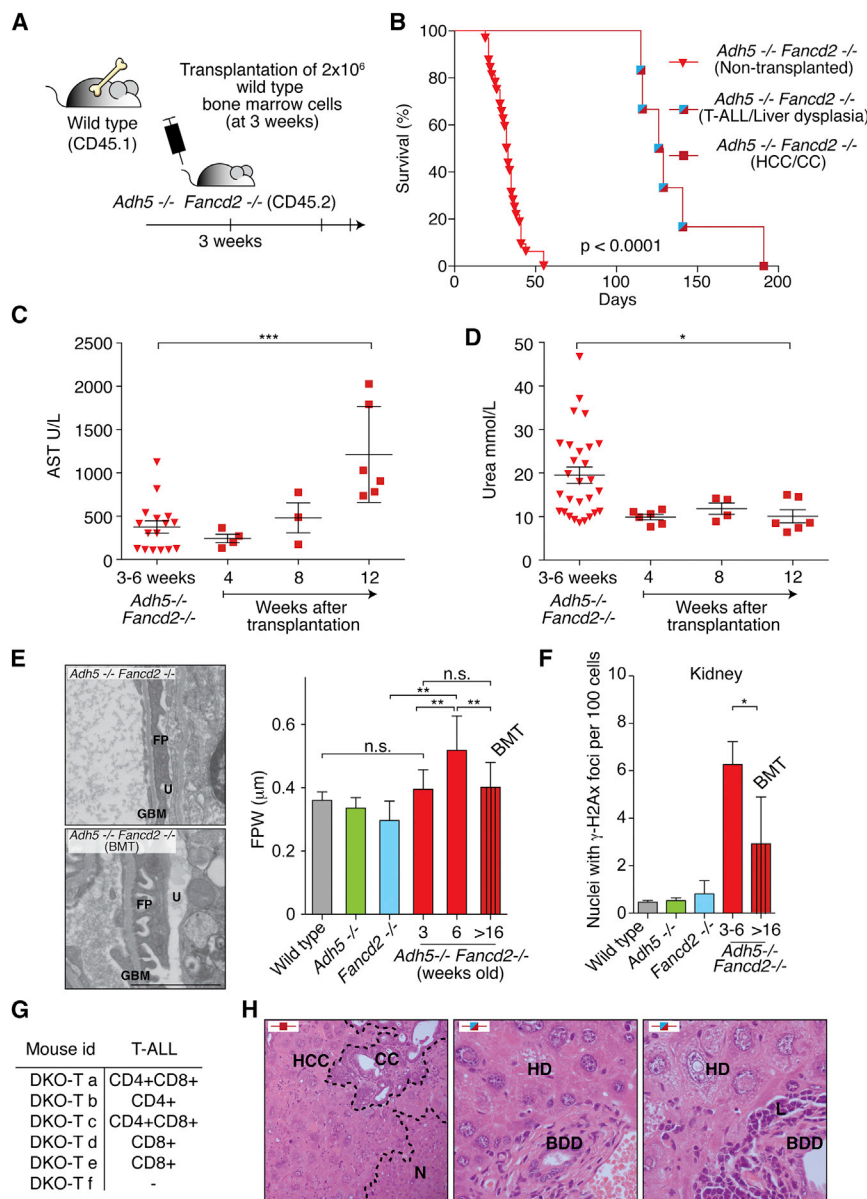 A
Wild type
(CD45.1)
Transplantation of 2x10⁶
wild type
bone marrow cells
(at 3 weeks)
Adh5 -/- Fancd2 -/- (CD45.2)
3 weeks
B
Survival (%)
100
80
60
40
20
0
0 50 100 150 200
Days
p < 0.0001
Adh5 -/- Fancd2 -/-
(Non-transplanted)
Adh5 -/- Fancd2 -/-
(T-ALL/Liver dysplasia)
Adh5 -/- Fancd2 -/-
(HCC/CC)
C
AST U/L
2500
2000
1500
1000
500
0
***
3-6 weeks 4 8 12
Adh5-/-
Fancd2-/-
Weeks after
transplantation
D
Urea mmol/L
50
40
30
20
10
0
*
3-6 weeks 4 8 12
Adh5-/-
Fancd2-/-
Weeks after
transplantation
E
Adh5 -/- Fancd2 -/-
FP
U
GBM
Adh5 -/- Fancd2 -/-
(BMT)
U
FP
GBM
FPW (μm)
0.6
0.4
0.2
0
n.s.
**
** **
n.s.
BMT
Wild type
Adh5 -/-
Fancd2 -/-
3 6 >16
Adh5-/- Fancd2-/-
(weeks old)
F
Kidney
Nuclei with γ-H2Ax foci per 100 cells
10
8
6
4
2
0
*
BMT
Wild type
Adh5 -/-
Fancd2 -/-
3-6 >16
Adh5-/-
Fancd2-/-
G
Mouse id T-ALL
DKO-T a CD4+CD8+
DKO-T b CD4+
DKO-T c CD4+CD8+
DKO-T d CD8+
DKO-T e CD8+
DKO-T f -
H
HCC
CC
N
HD
BDD
HD
L
BDD